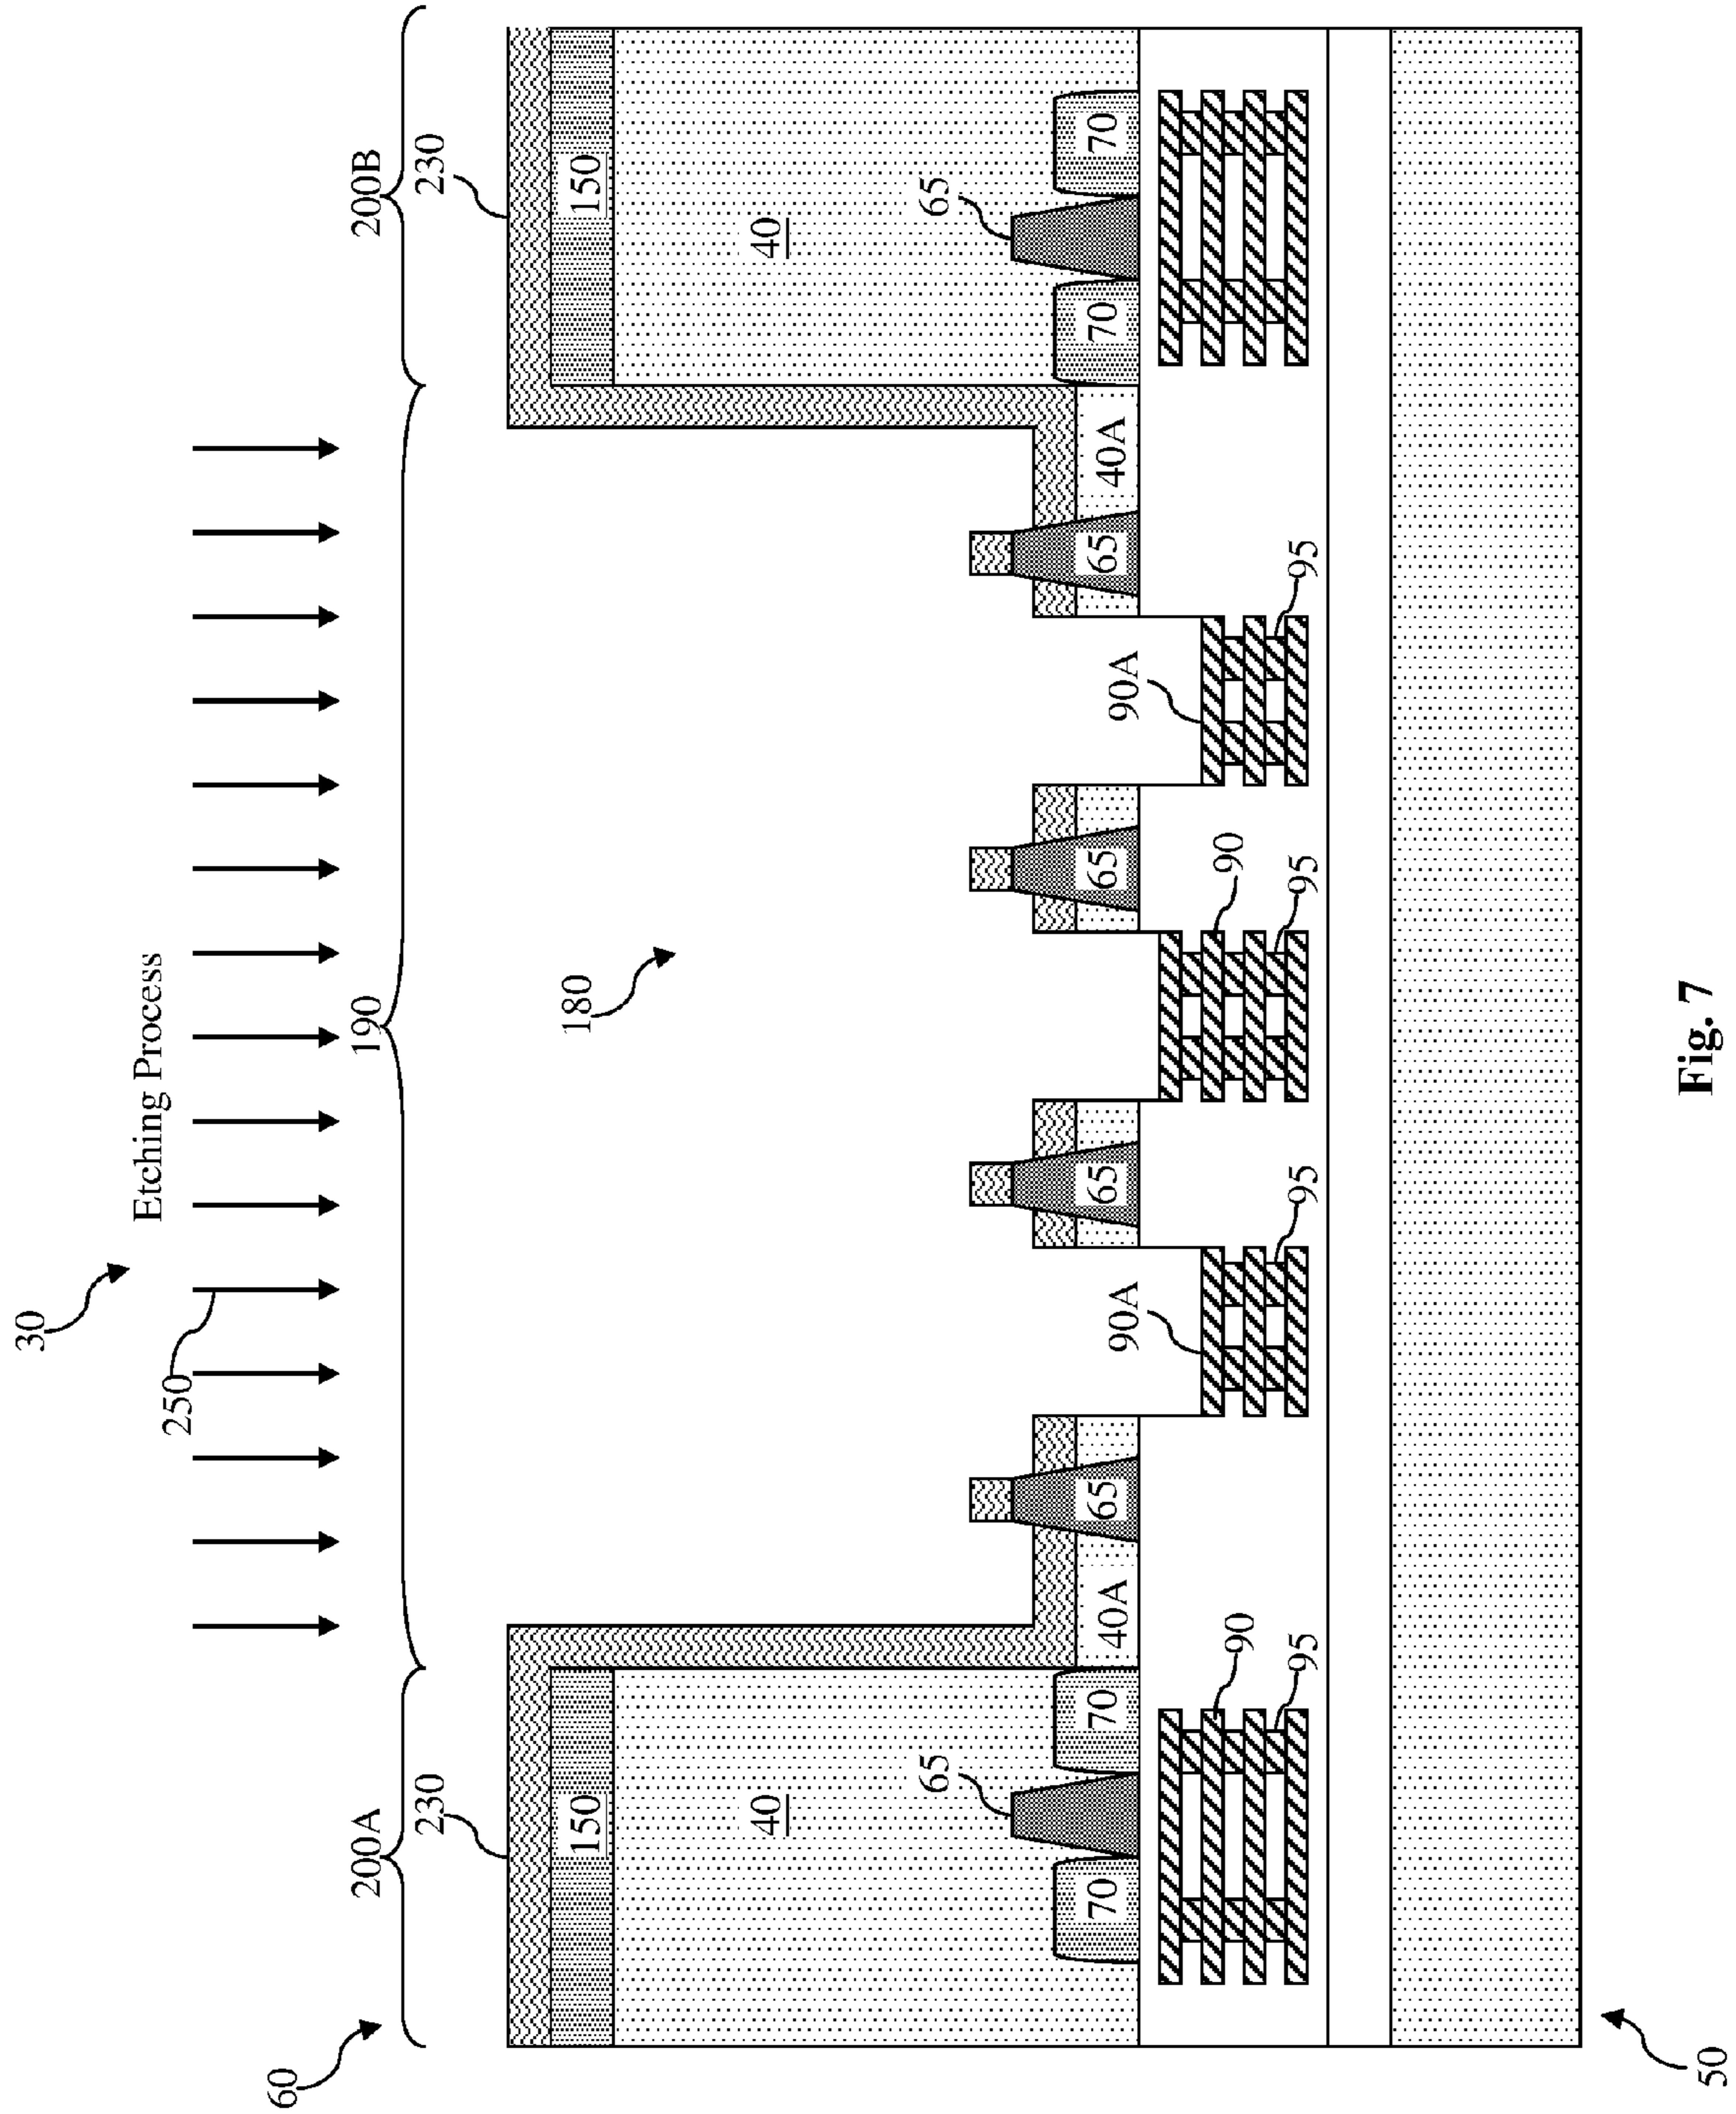 30
Etching Process
250
60
200A 190 200B
230 230
180
150 150
40 40
65 65
70 70 40A 65 65 65 65 40A 70 70
90A 90A
90 90
95 95 95 95
50
Fig. 7